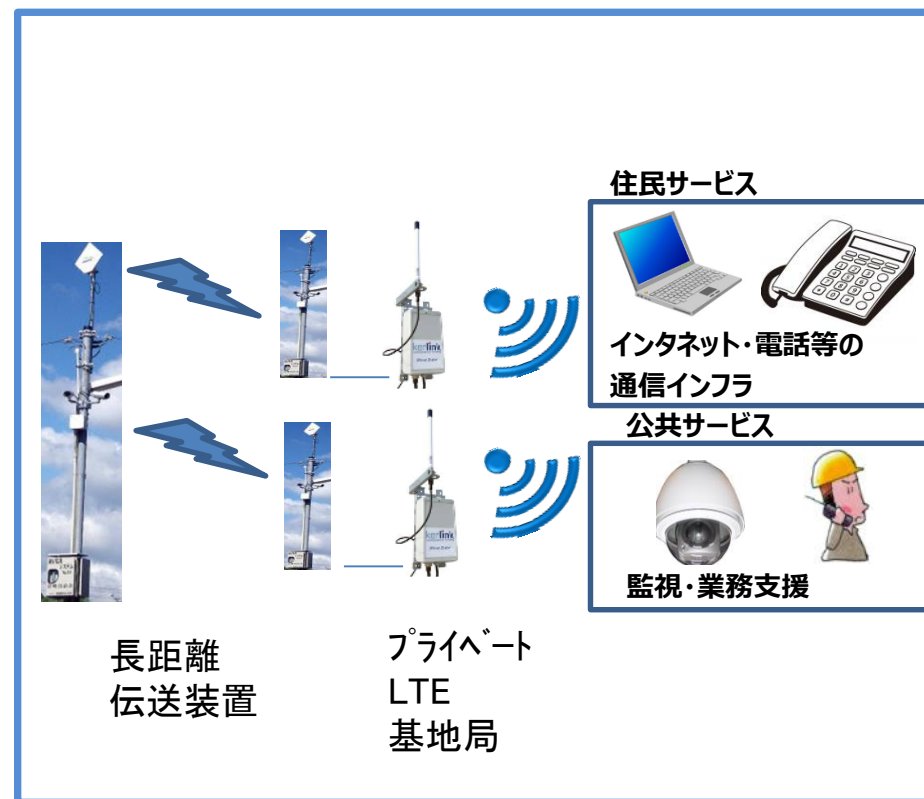 住民サービス
インタネット・電話等の
通信インフラ
公共サービス
監視・業務支援
長距離
伝送装置
プライベート
LTE
基地局
kerlink
kerlink